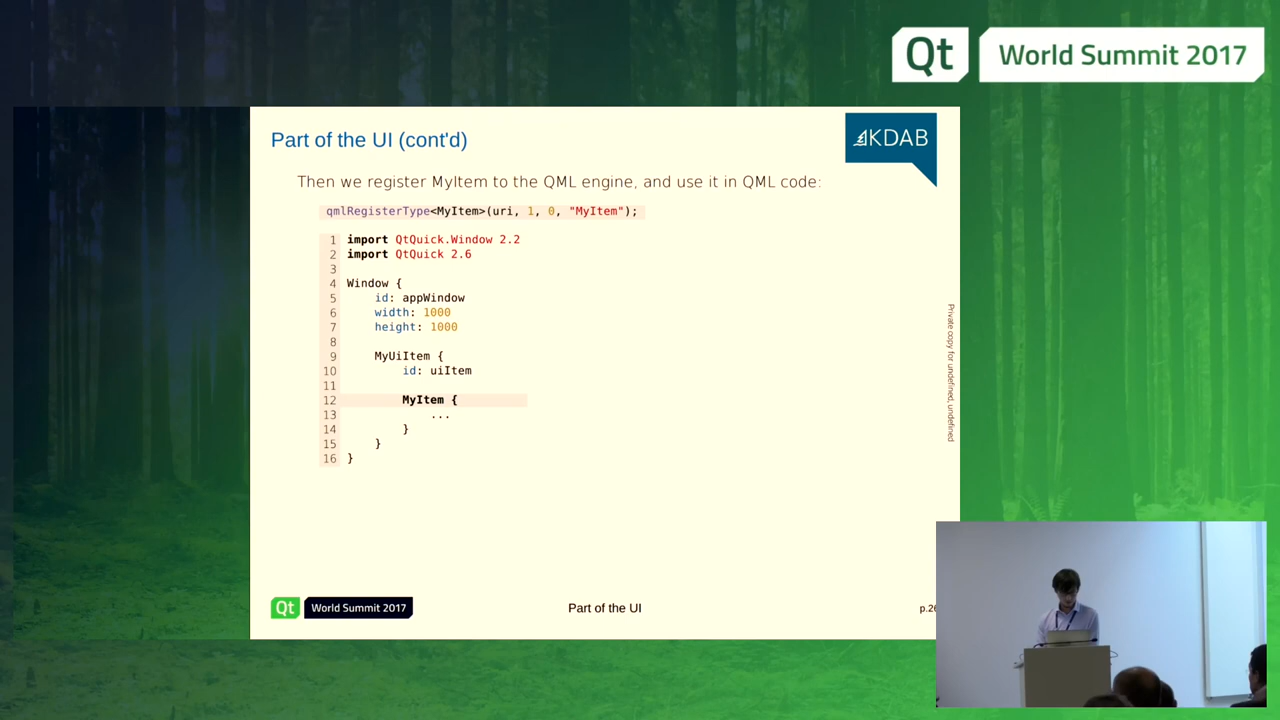 Qt World Summit 2017
Part of the UI (cont'd)
KDAB
Then we register MyItem to the QML engine, and use it in QML code:
qmlRegisterType<MyItem>(uri, 1, 0, "MyItem");
1 import QtQuick.Window 2.2
2 import QtQuick 2.6
3
4 Window {
5 id: appWindow
6 width: 1000
7 height: 1000
8
9 MyUiItem {
10 id: uiItem
11
12 MyItem {
13 ...
14 }
15 }
16 }
Private copy for undefined, undefined
Qt World Summit 2017
Part of the UI
p.26